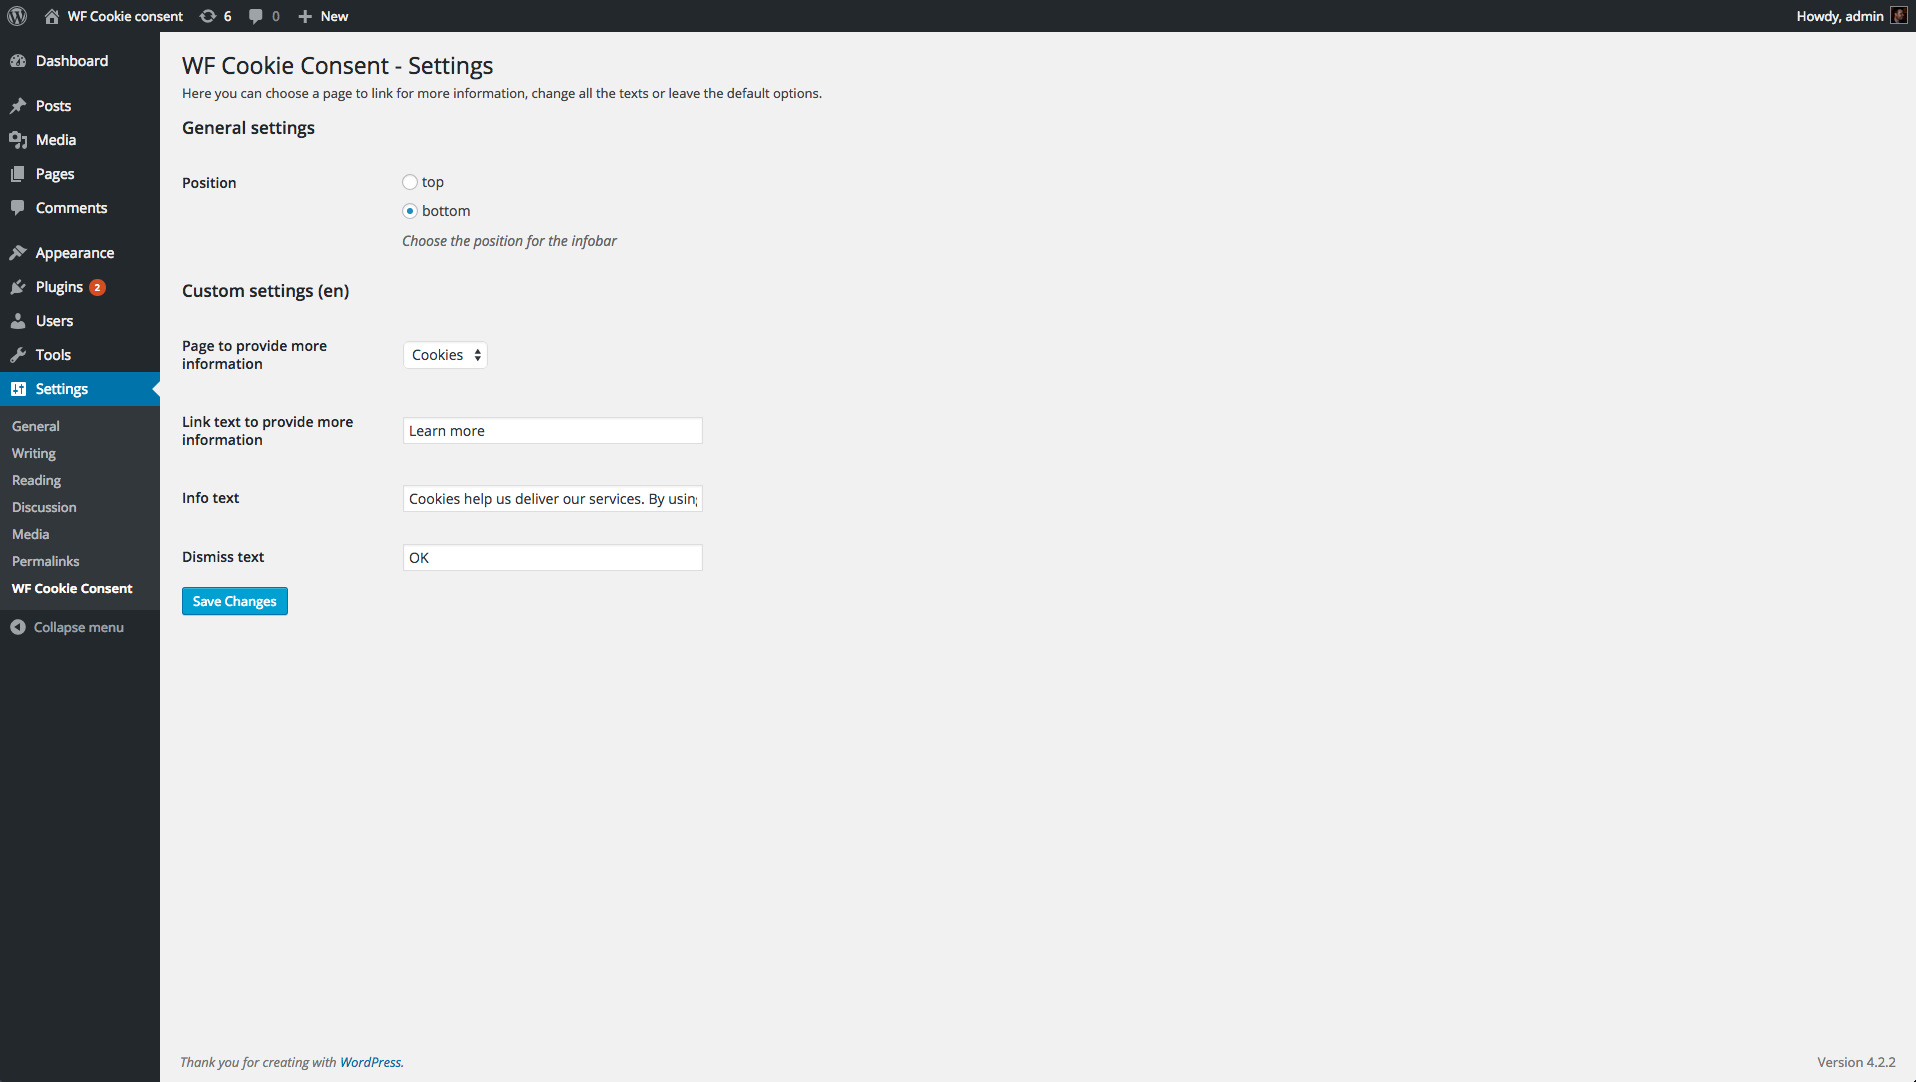 WF Cookie consent 6 0 New Howdy, admin
Dashboard
Posts
Media
Pages
Comments
Appearance
Plugins 2
Users
Tools
Settings
General
Writing
Reading
Discussion
Media
Permalinks
WF Cookie Consent
Collapse menu
WF Cookie Consent - Settings
Here you can choose a page to link for more information, change all the texts or leave the default options.
General settings
Position
top
bottom
Choose the position for the infobar
Custom settings (en)
Page to provide more
information
Cookies
Link text to provide more
information
Learn more
Info text
Cookies help us deliver our services. By using
Dismiss text
OK
Save Changes
Thank you for creating with WordPress.
Version 4.2.2